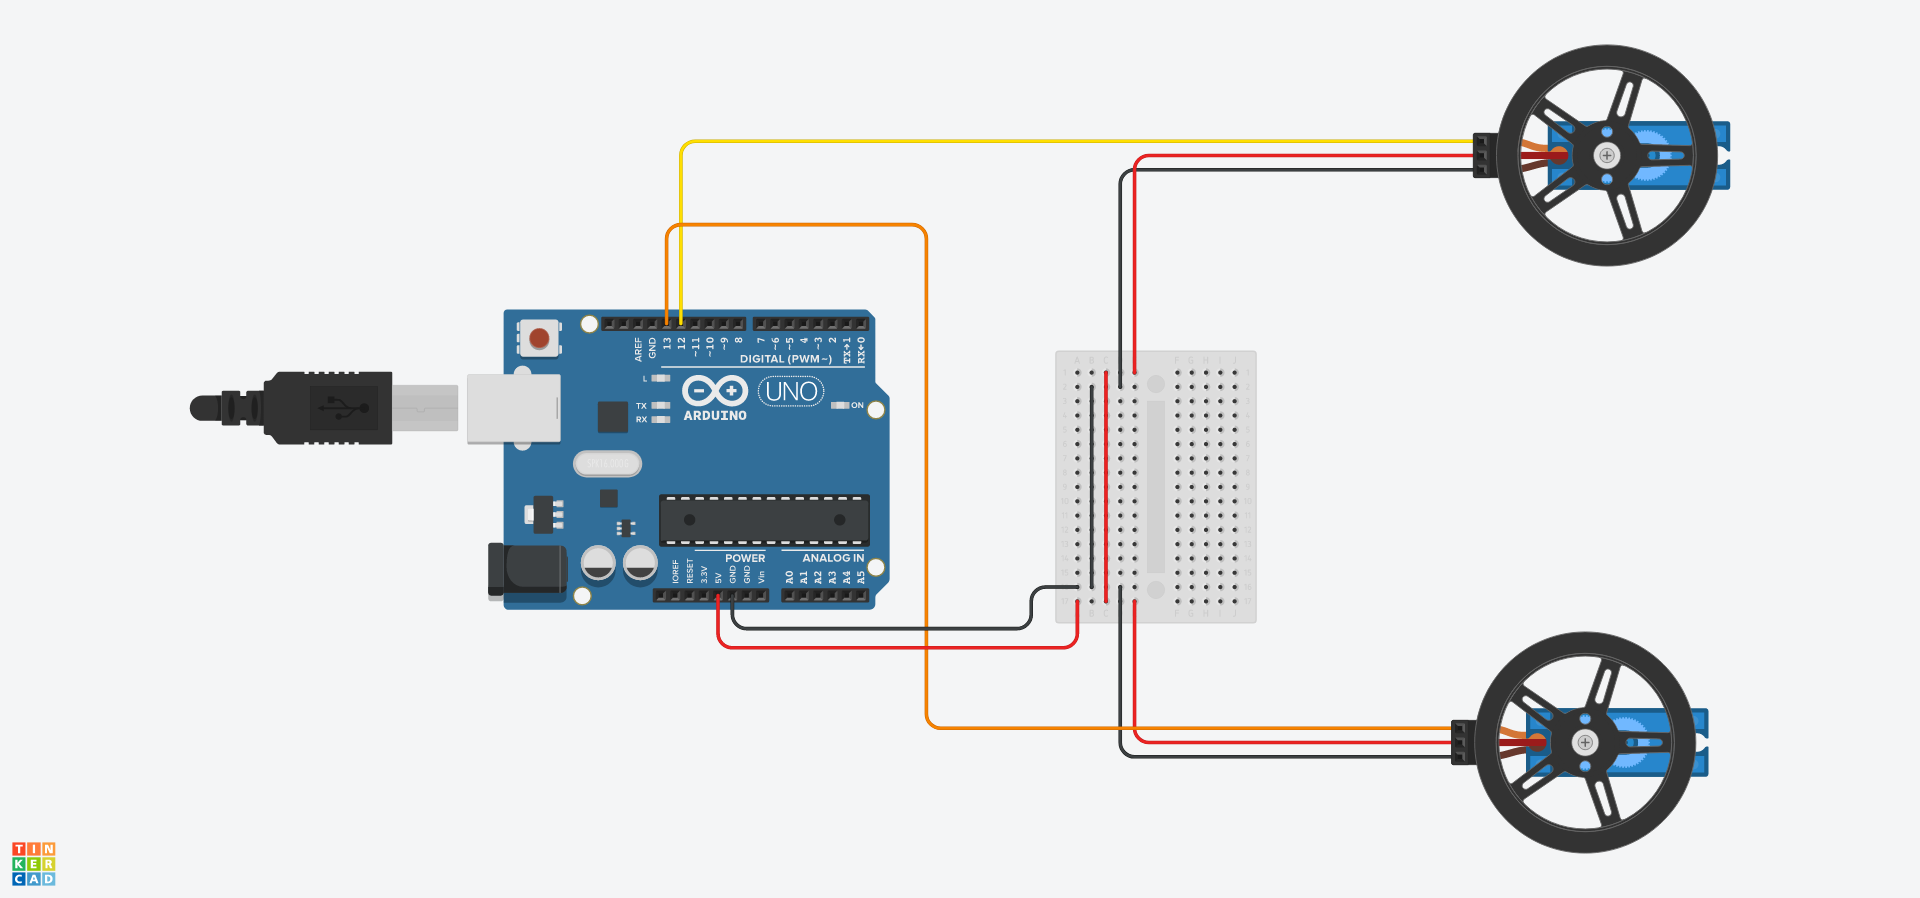 AREF
GND
13
12
~11
~10
~9
8
7
~6
~5
4
~3
2
TX→1
RX←0
DIGITAL (PWM~)
L
TX
RX
ARDUINO
UNO
ON
POWER
ANALOG IN
IOREF
RESET
3.3V
5V
GND
GND
Vin
A0
A1
A2
A3
A4
A5
TIN
KER
CAD